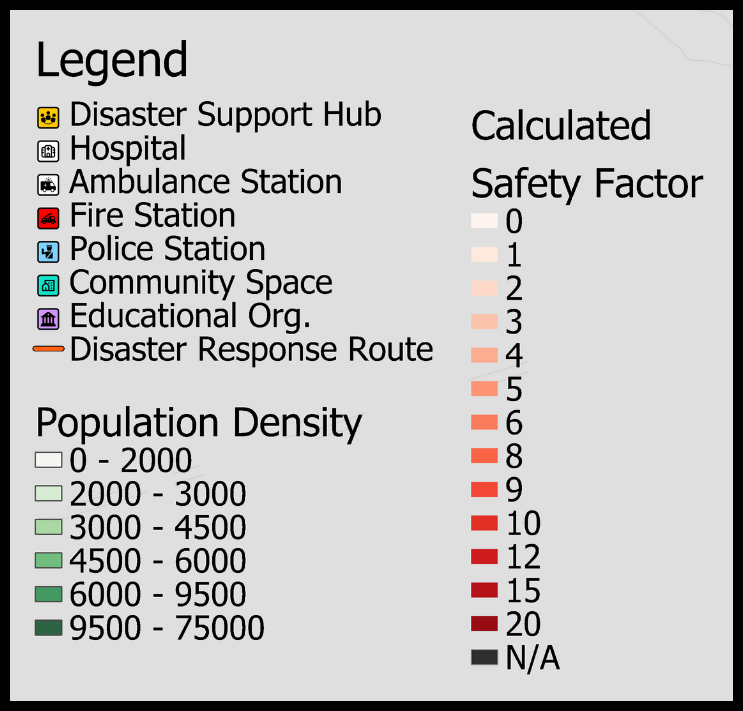 Legend
Disaster Support Hub
Hospital
Ambulance Station
Fire Station
Police Station
Community Space
Educational Org.
Disaster Response Route
Population Density
0 - 2000
2000 - 3000
3000 - 4500
4500 - 6000
6000 - 9500
9500 - 75000
Calculated
Safety Factor
0
1
2
3
4
5
6
8
9
10
12
15
20
N/A